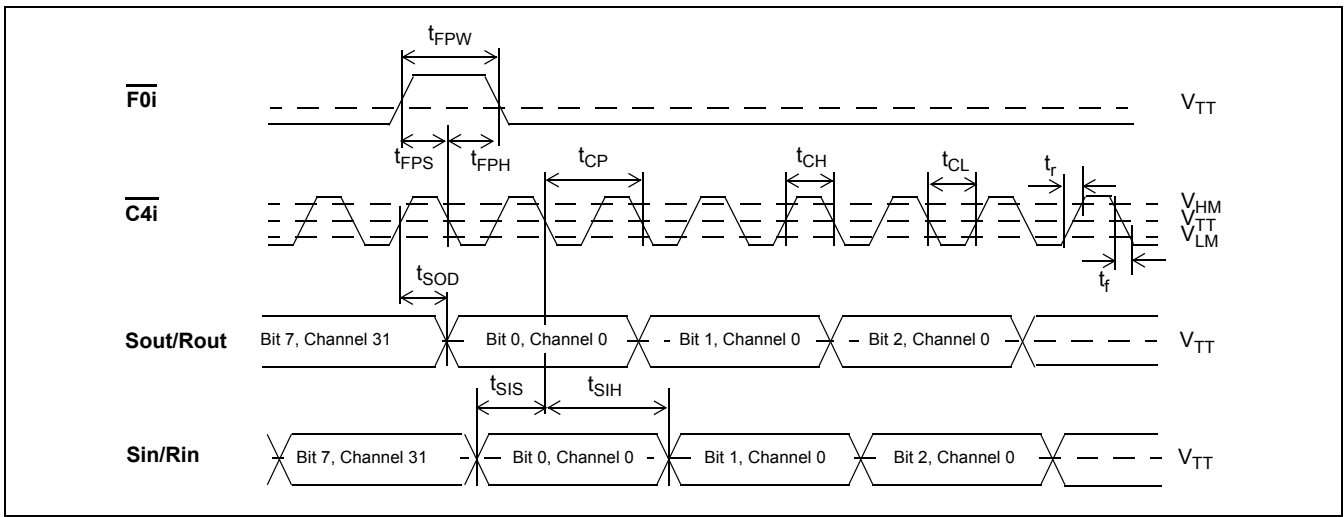 tFPW
F0i
VTT
tFPS
tFPH
tCP
tCH
tCL
tr
C4i
VHM
VTT
VLM
tSOD
tf
Sout/Rout
Bit 7, Channel 31
Bit 0, Channel 0
Bit 1, Channel 0
Bit 2, Channel 0
VTT
tSIS
tSIH
Sin/Rin
Bit 7, Channel 31
Bit 0, Channel 0
Bit 1, Channel 0
Bit 2, Channel 0
VTT